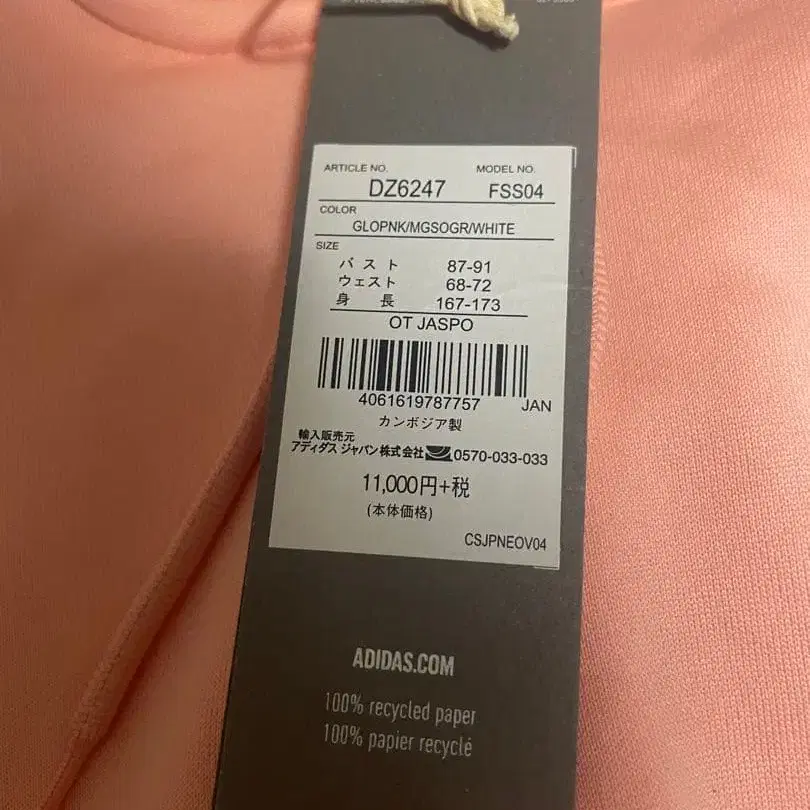 ARTICLE NO. MODEL NO.
DZ6247 FSS04
COLOR
GLOPNK/MGSOGR/WHITE
SIZE
バスト 87-91
ウェスト 68-72
身長 167-173
OT JASPO
4061619787757 JAN
カンボジア製
輸入販売元
アディダス ジャパン株式会社 0570-033-033
11,000円+税
(本体価格)
CSJPNEOV04
ADIDAS.COM
100% recycled paper
100% papier recyclé